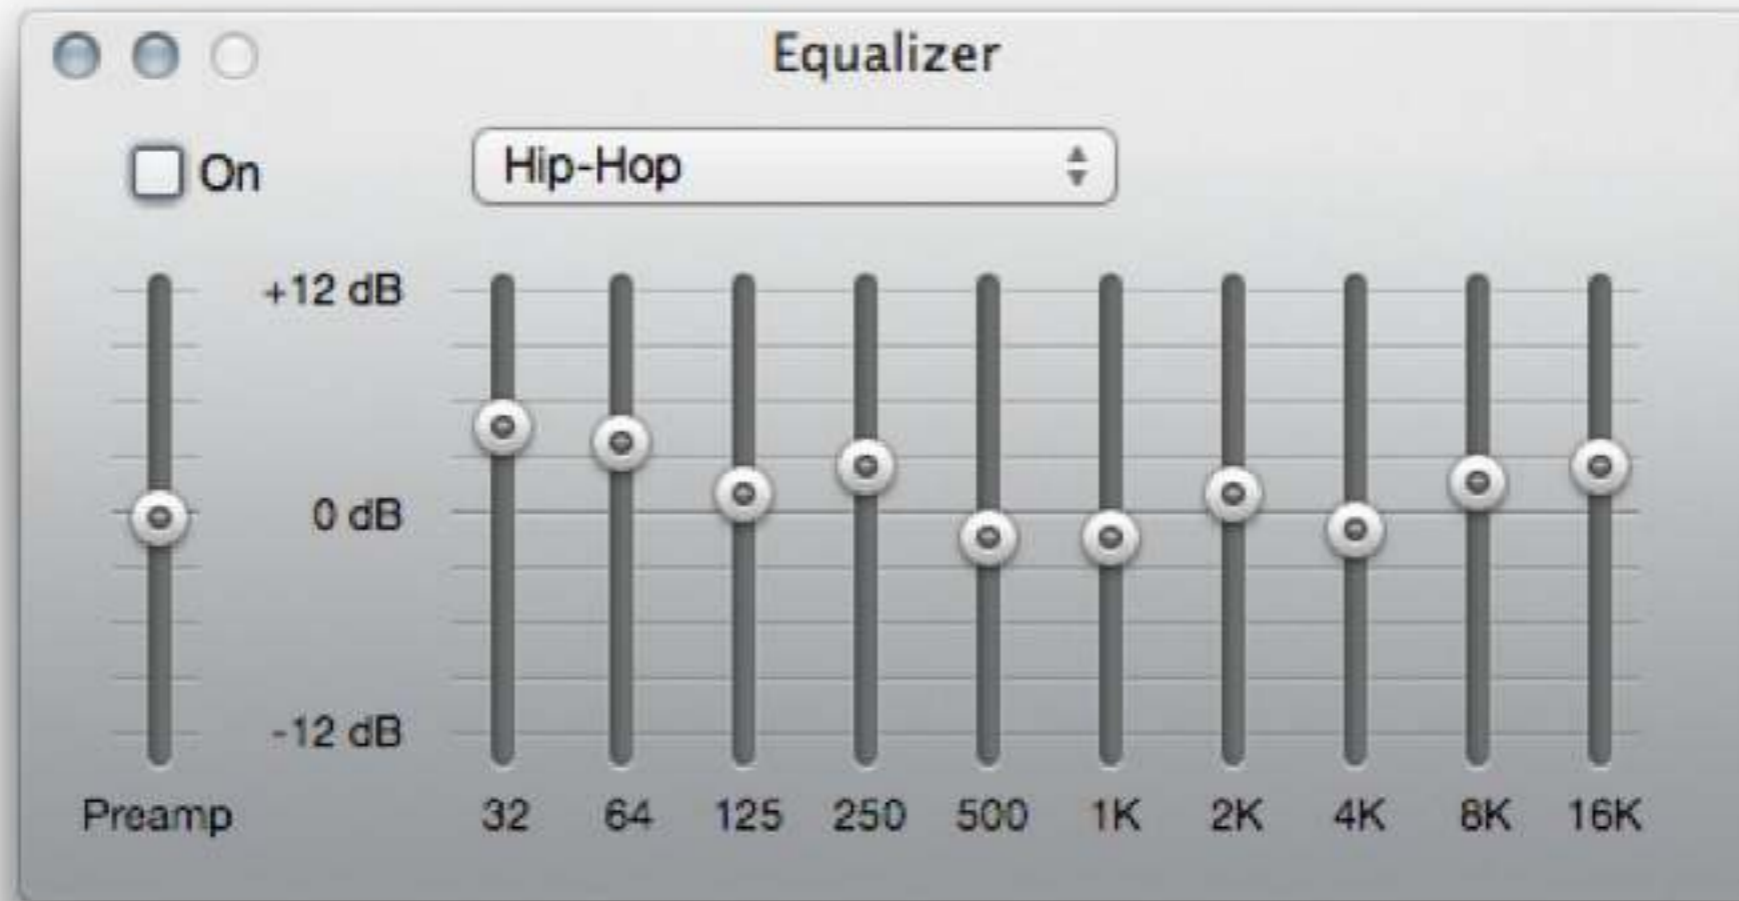 Equalizer
On
Hip-Hop
+12 dB
0 dB
-12 dB
Preamp 32 64 125 250 500 1K 2K 4K 8K 16K